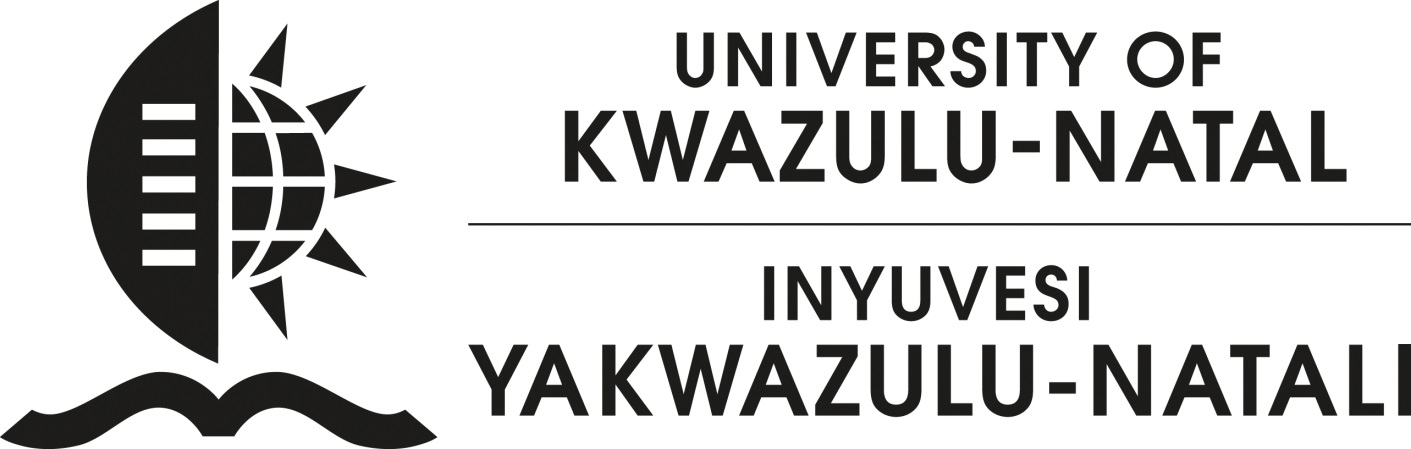 UNIVERSITY OF
KWAZULU-NATAL
INYUVESI
YAKWAZULU-NATALI